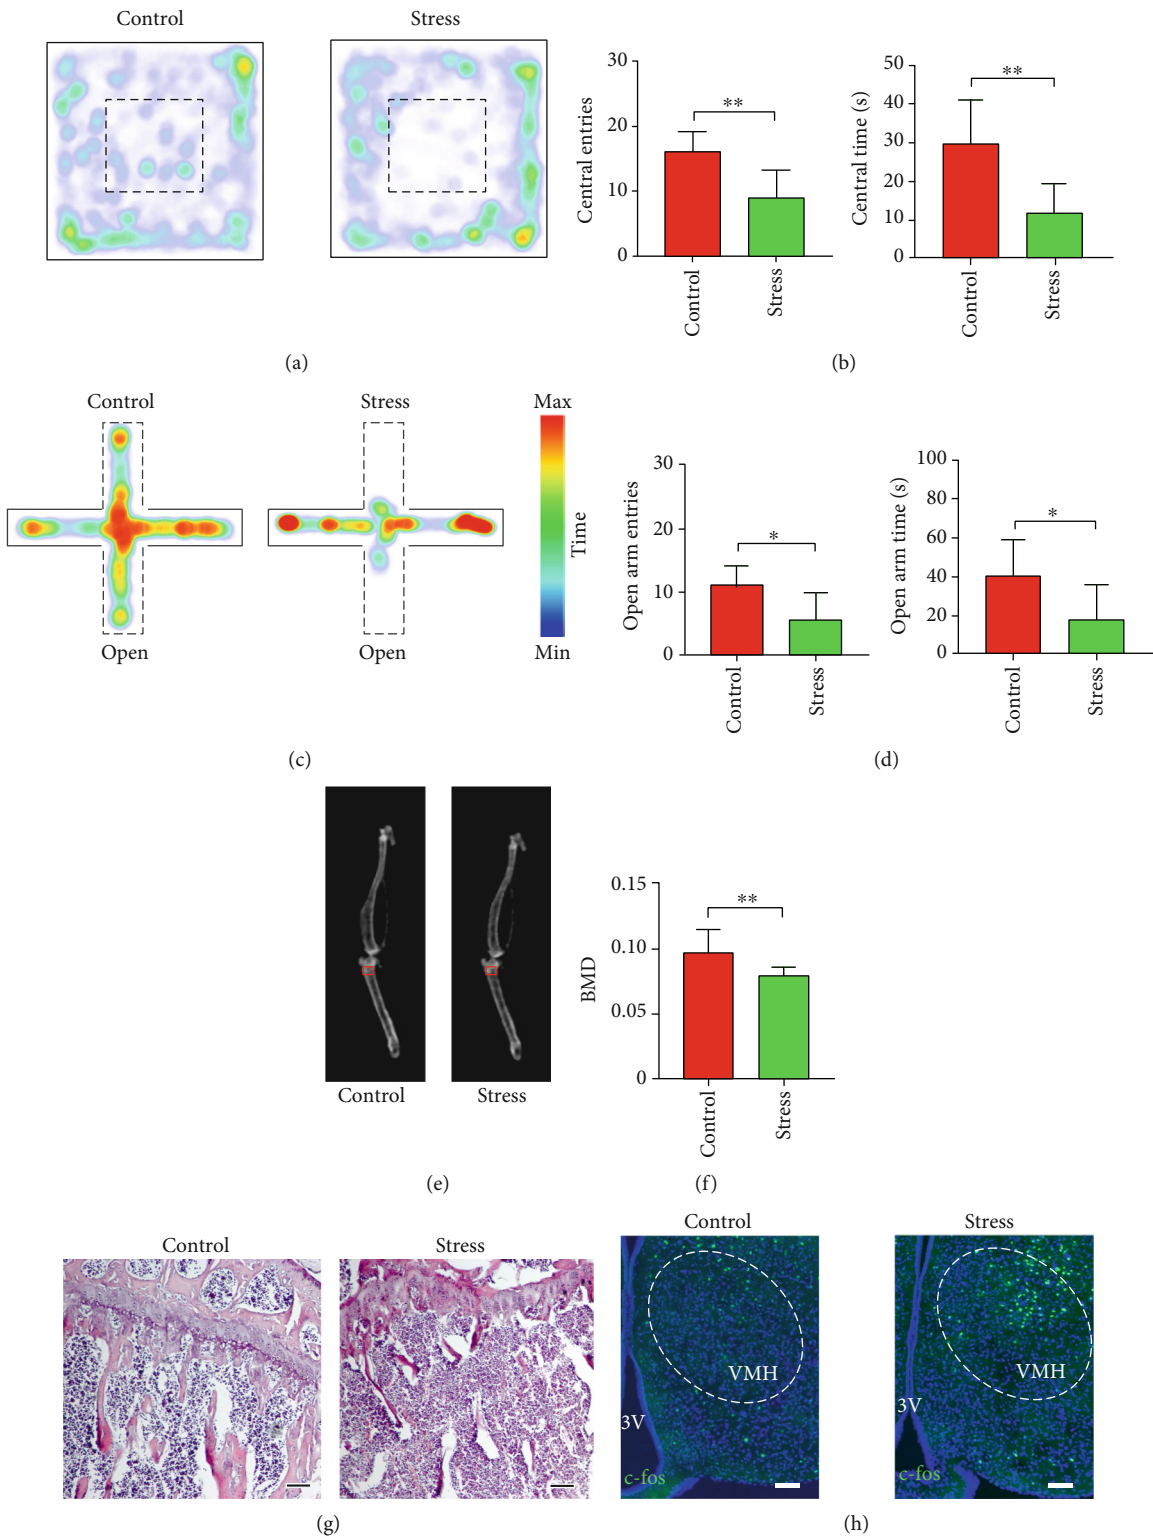 Control
Stress
30
20
10
0
Central entries
**
Control
Stress
50
40
30
20
10
0
Central time (s)
**
Control
Stress
(a)
(b)
Control
Stress
Open
Open
Max
Time
Min
30
20
10
0
Open arm entries
*
Control
Stress
100
80
60
40
20
0
Open arm time (s)
*
Control
Stress
(c)
(d)
Control
Stress
0.15
0.10
0.05
0
BMD
**
Control
Stress
(e)
(f)
Control
Stress
Control
VMH
3V
c-fos
Stress
VMH
3V
c-fos
(g)
(h)